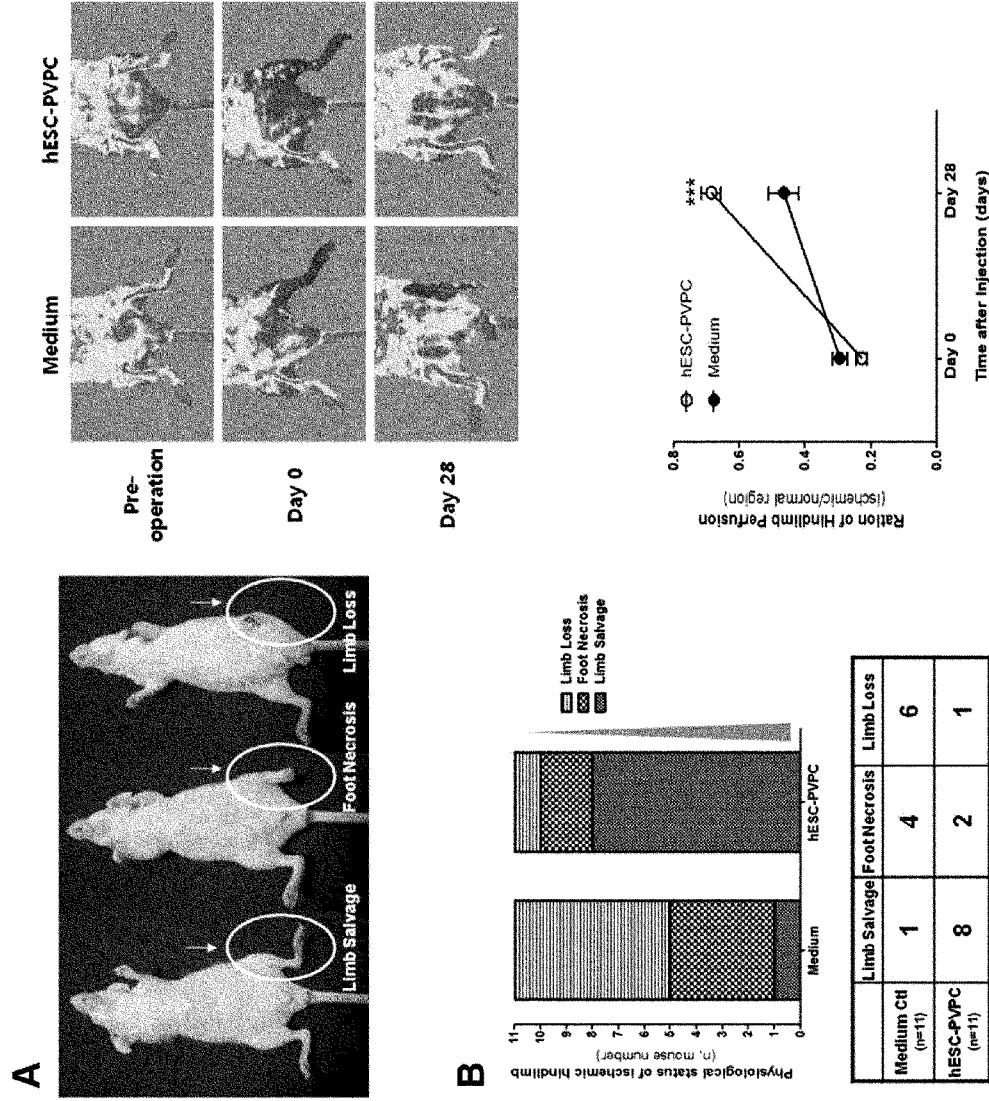 A
Limb Salvage
Foot Necrosis
Limb Loss
Medium
hESC-PVPC
Pre-
operation
Day 0
Day 28
B
Physiological status of ischemic hindlimb
(n, mouse number)
11
10
9
8
7
6
5
4
3
2
1
0
Medium
hESC-PVPC
Limb Loss
Foot Necrosis
Limb Salvage
Limb Salvage Foot Necrosis Limb Loss
Medium Ctl (n=11) 1 4 6
hESC-PVPC (n=11) 8 2 1
Ration of Hindlimb Perfusion
(ischemic/normal region)
0.8
0.6
0.4
0.2
0.0
hESC-PVPC
Medium
***
Day 0
Day 28
Time after Injection (days)